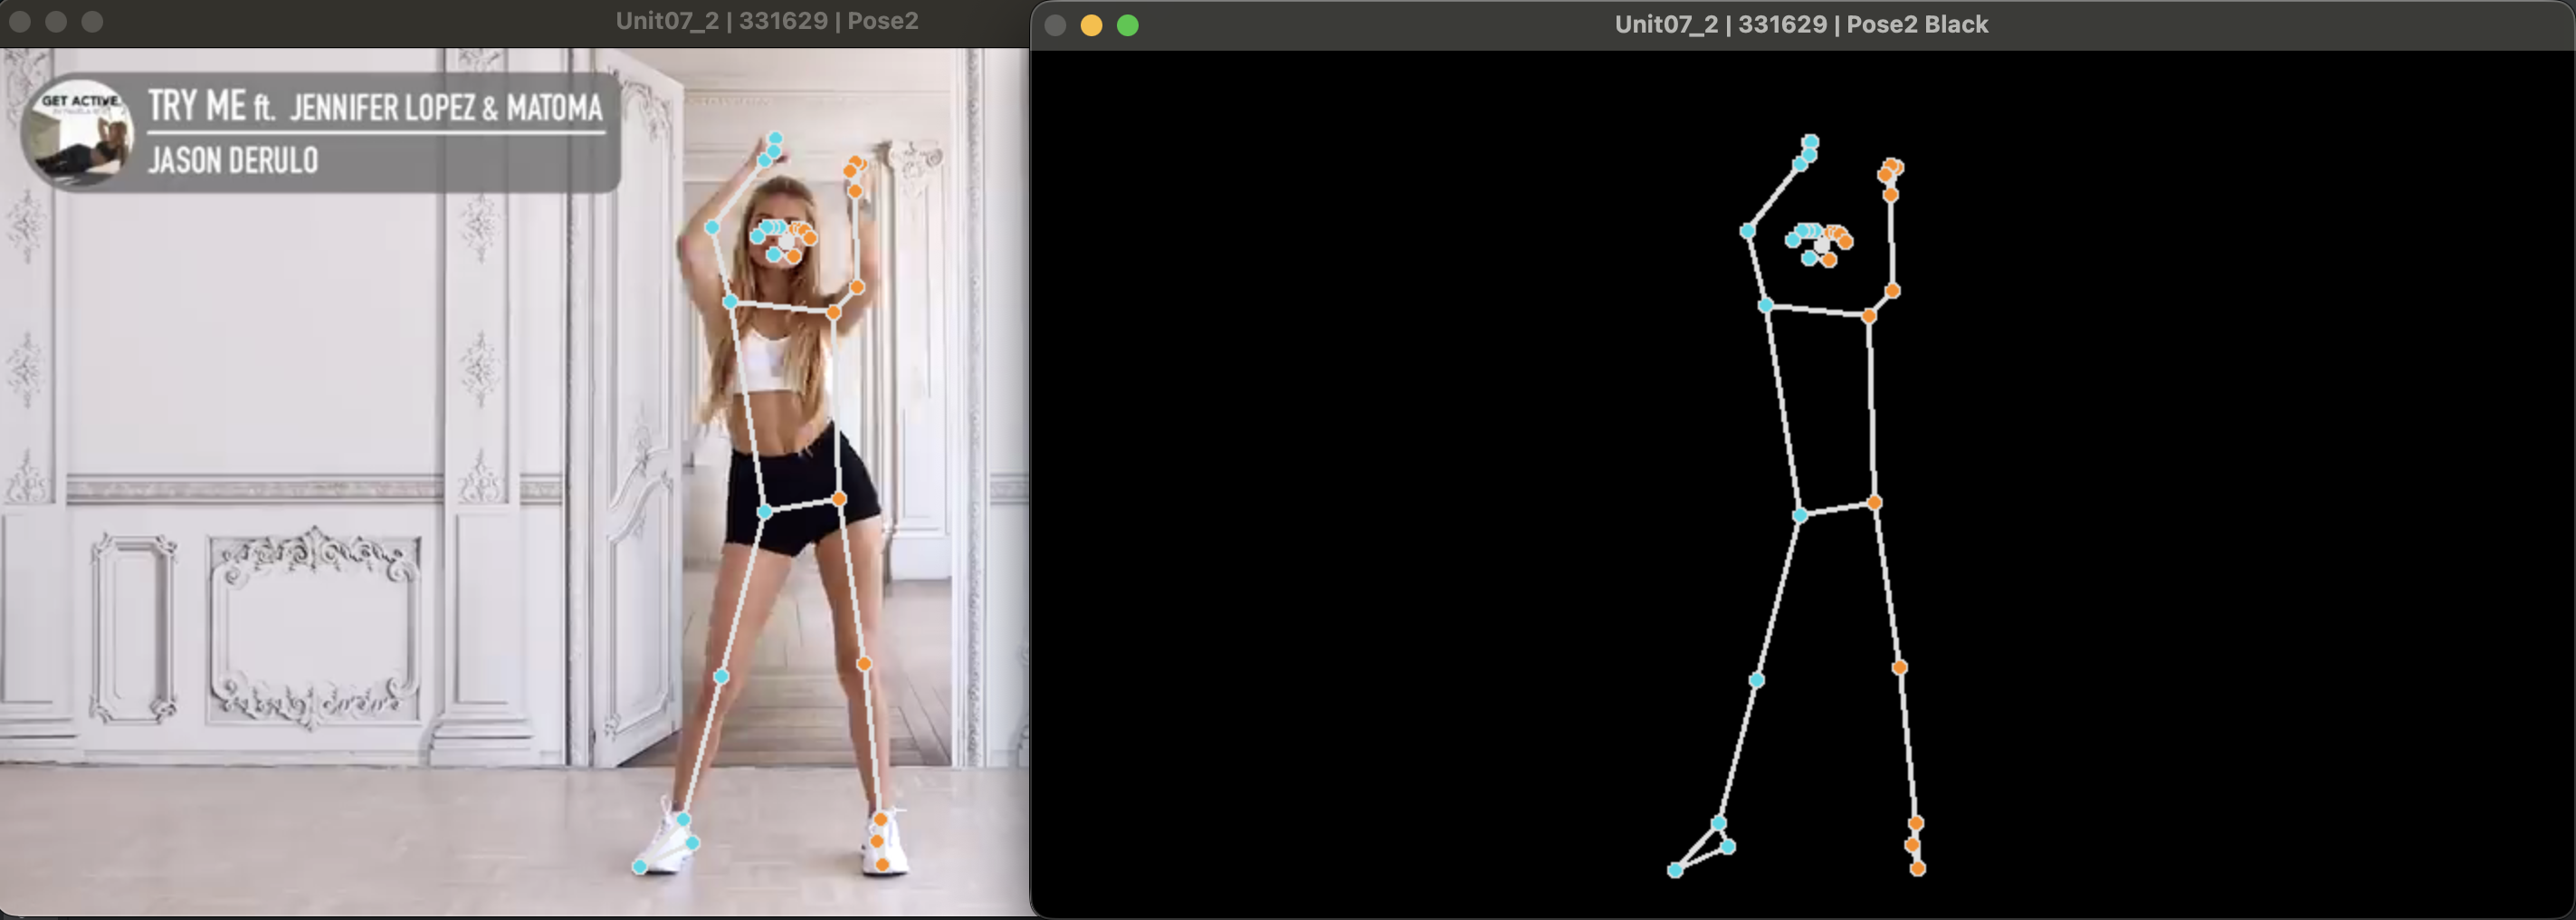 Unit07_2 | 331629 | Pose2
Unit07_2 | 331629 | Pose2 Black
GET ACTIVE
TRY ME ft. JENNIFER LOPEZ & MATOMA
JASON DERULO